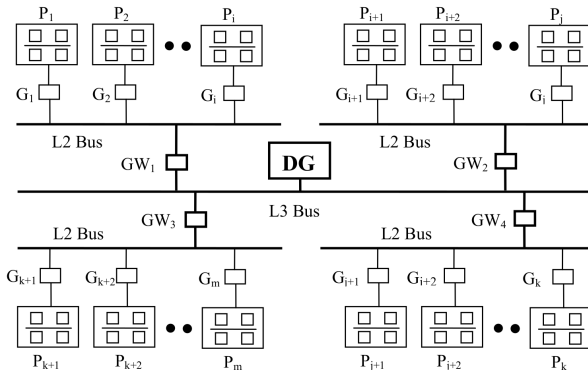 P1 P2 Pi Pi+1 Pi+2 Pj
G1 G2 Gi Gi+1 Gi+2 Gi
L2 Bus L2 Bus
GW1 DG GW2
L3 Bus
GW3 L2 Bus L2 Bus GW4
Gk+1 Gk+2 Gm Gj+1 Gj+2 Gk
Pk+1 Pk+2 Pm Pj+1 Pj+2 Pk